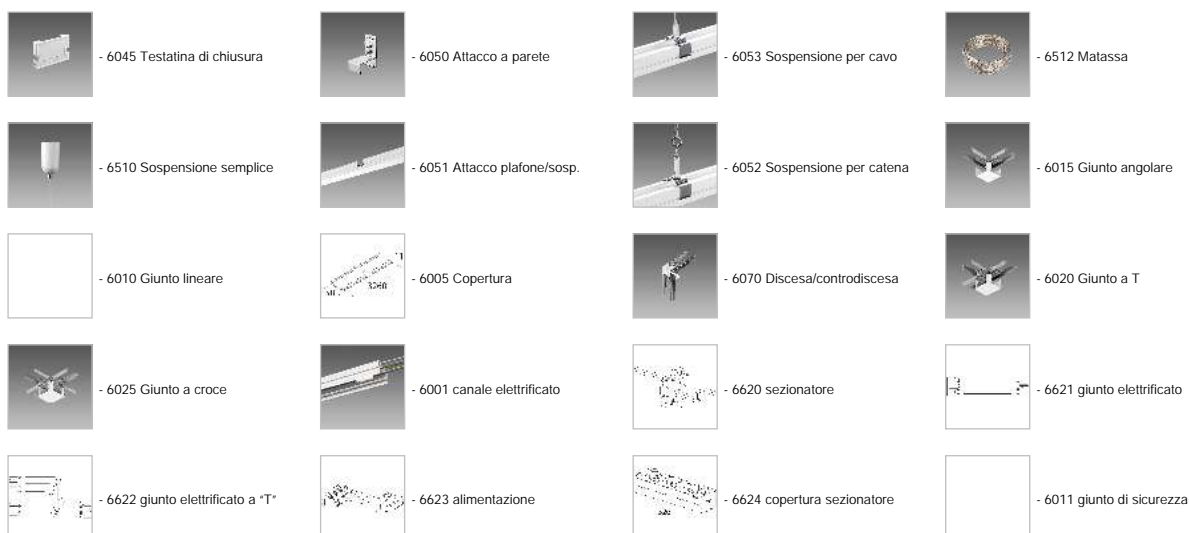 - 6045 Testatina di chiusura
- 6050 Attacco a parete
- 6053 Sospensione per cavo
- 6512 Matassa
- 6510 Sospensione semplice
- 6051 Attacco plafone/sosp.
- 6052 Sospensione per catena
- 6015 Giunto angolare
- 6010 Giunto lineare
3260
- 6005 Copertura
- 6070 Discesa/controdiscesa
- 6020 Giunto a T
- 6025 Giunto a croce
- 6001 canale elettrificato
- 6620 sezionatore
- 6621 giunto elettrificato
- 6622 giunto elettrificato a "T"
- 6623 alimentazione
- 6624 copertura sezionatore
- 6011 giunto di sicurezza